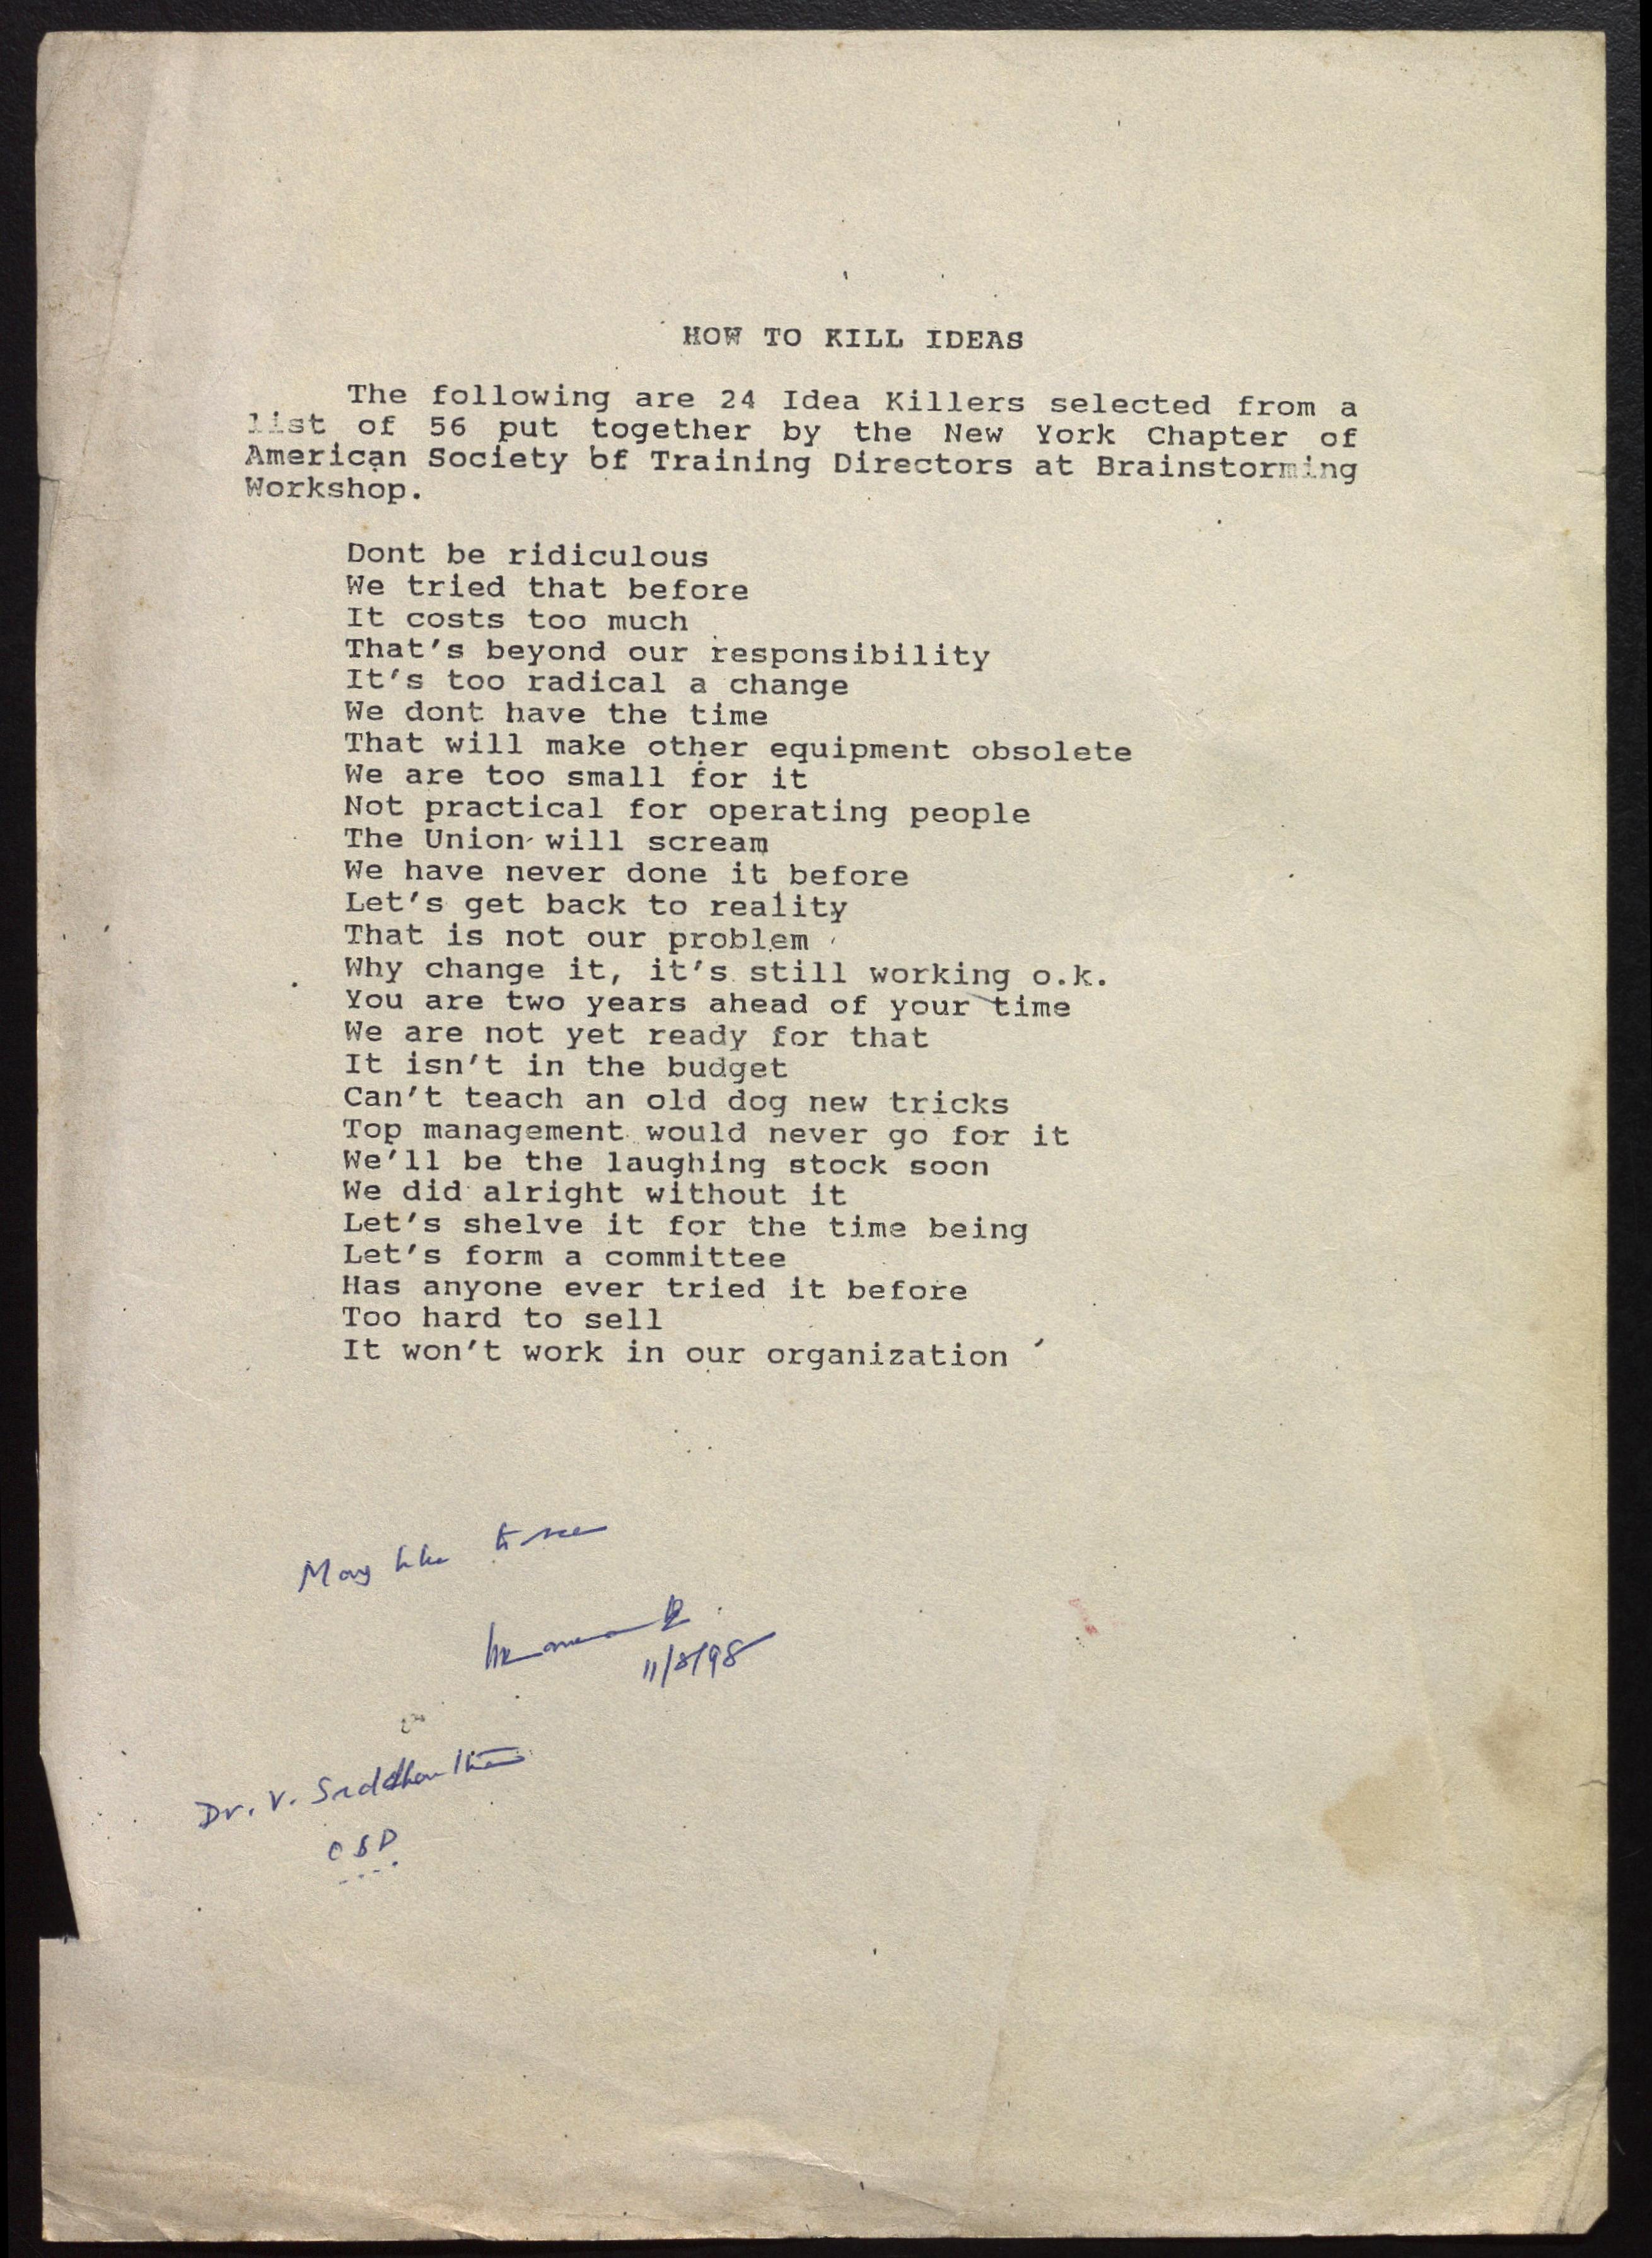 HOW TO KILL IDEAS
The following are 24 Idea Killers selected from a
list of 56 put together by the New York Chapter of
American Society of Training Directors at Brainstorming
Workshop.
Dont be ridiculous
We tried that before
It costs too much
That's beyond our responsibility
It's too radical a change
We dont have the time
That will make other equipment obsolete
We are too small for it
Not practical for operating people
The Union will scream
We have never done it before
Let's get back to reality
That is not our problem
Why change it, it's still working o.k.
You are two years ahead of your time
We are not yet ready for that
It isn't in the budget
Can't teach an old dog new tricks
Top management would never go for it
We'll be the laughing stock soon
We did alright without it
Let's shelve it for the time being
Let's form a committee
Has anyone ever tried it before
Too hard to sell
It won't work in our organization
May like to see
11/8/98
Dr. V. Siddhartha
OSD